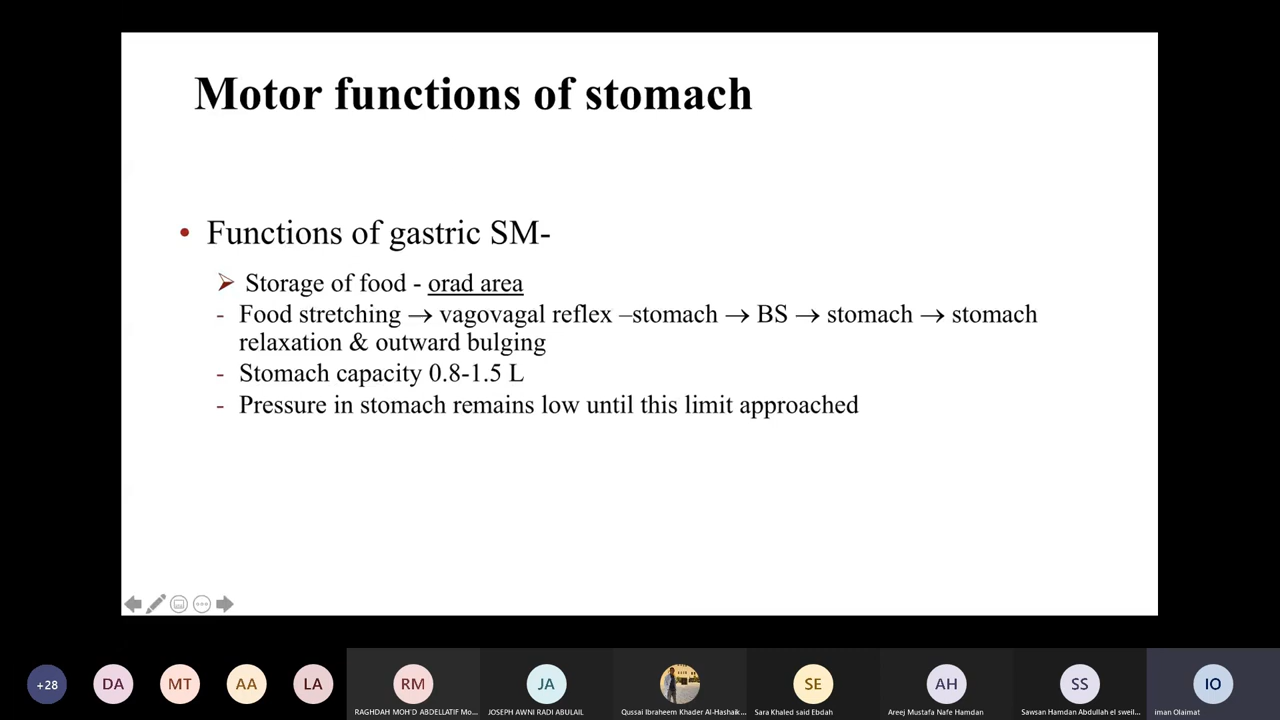 Motor functions of stomach
• Functions of gastric SM-
➢ Storage of food - orad area
- Food stretching → vagovagal reflex –stomach → BS → stomach → stomach
relaxation & outward bulging
- Stomach capacity 0.8-1.5 L
- Pressure in stomach remains low until this limit approached
+28
DA
MT
AA
LA
RM
JA
SE
AH
SS
IO
RAGHDAH MOH'D ABDELLATIF Mo...
JOSEPH AWNI RADI ABULAIL
Qussai Ibraheem Khader Al-Hashaik...
Sara Khaled said Ebdah
Areej Mustafa Nafe Hamdan
Sawsan Hamdan Abdullah el sweil...
iman Olaimat